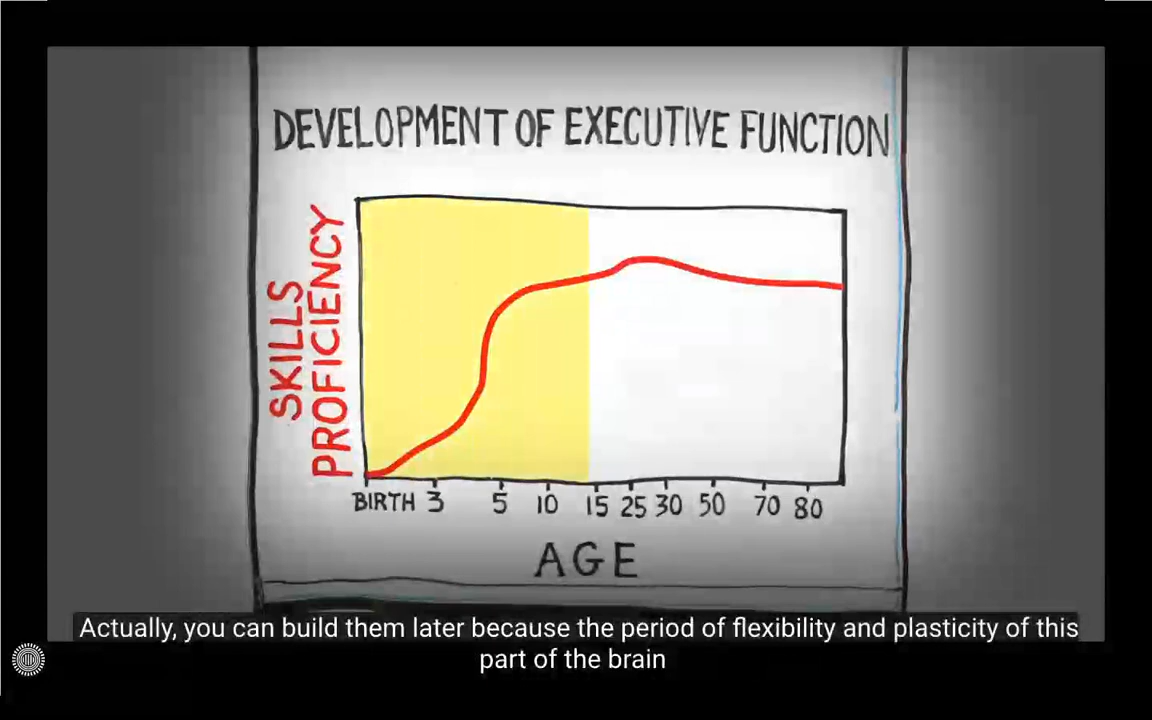 DEVELOPMENT OF EXECUTIVE FUNCTION
SKILLS
PROFICIENCY
BIRTH 3 5 10 15 25 30 50 70 80
AGE
Actually, you can build them later because the period of flexibility and plasticity of this
part of the brain